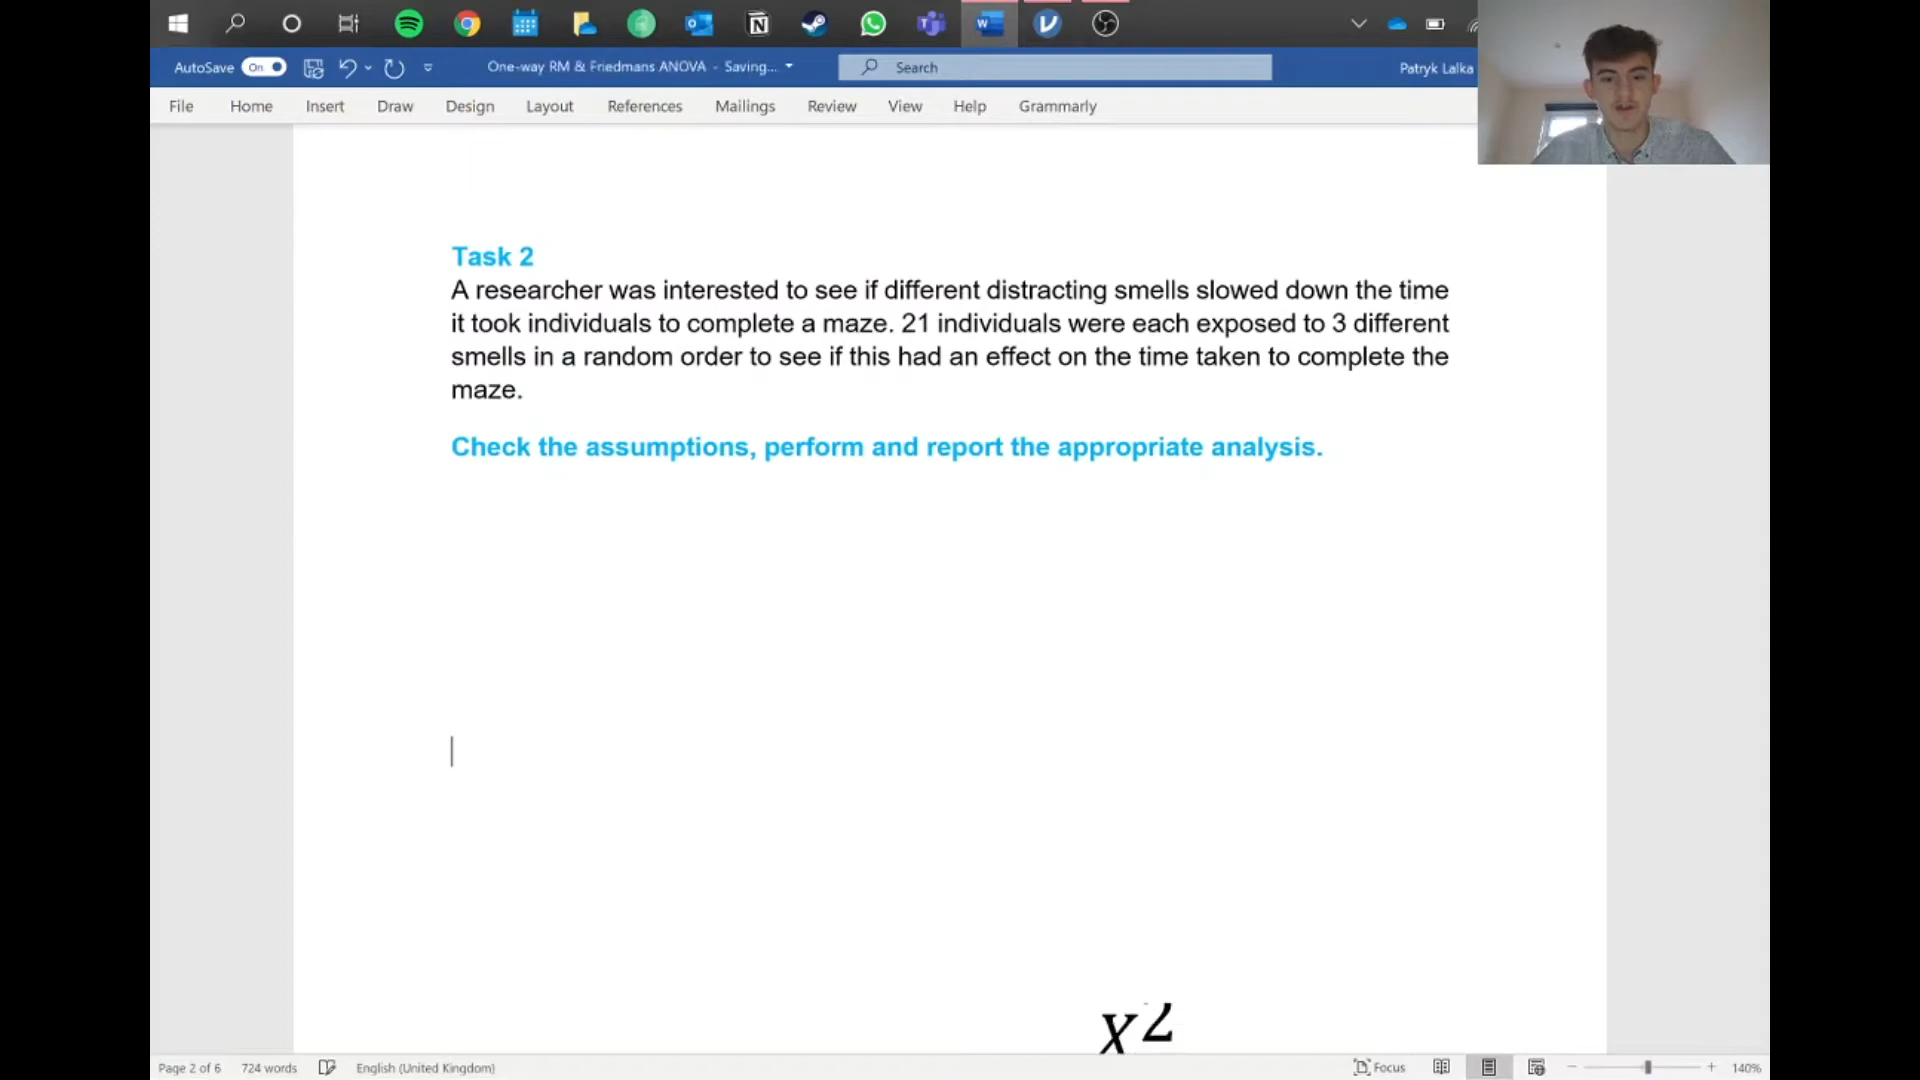 AutoSave On
One-way RM & Friedmans ANOVA - Saving...
Search
Patryk Lalka
File Home Insert Draw Design Layout References Mailings Review View Help Grammarly
Task 2
A researcher was interested to see if different distracting smells slowed down the time
it took individuals to complete a maze. 21 individuals were each exposed to 3 different
smells in a random order to see if this had an effect on the time taken to complete the
maze.
Check the assumptions, perform and report the appropriate analysis.
x²
Page 2 of 6 724 words English (United Kingdom) Focus 140%